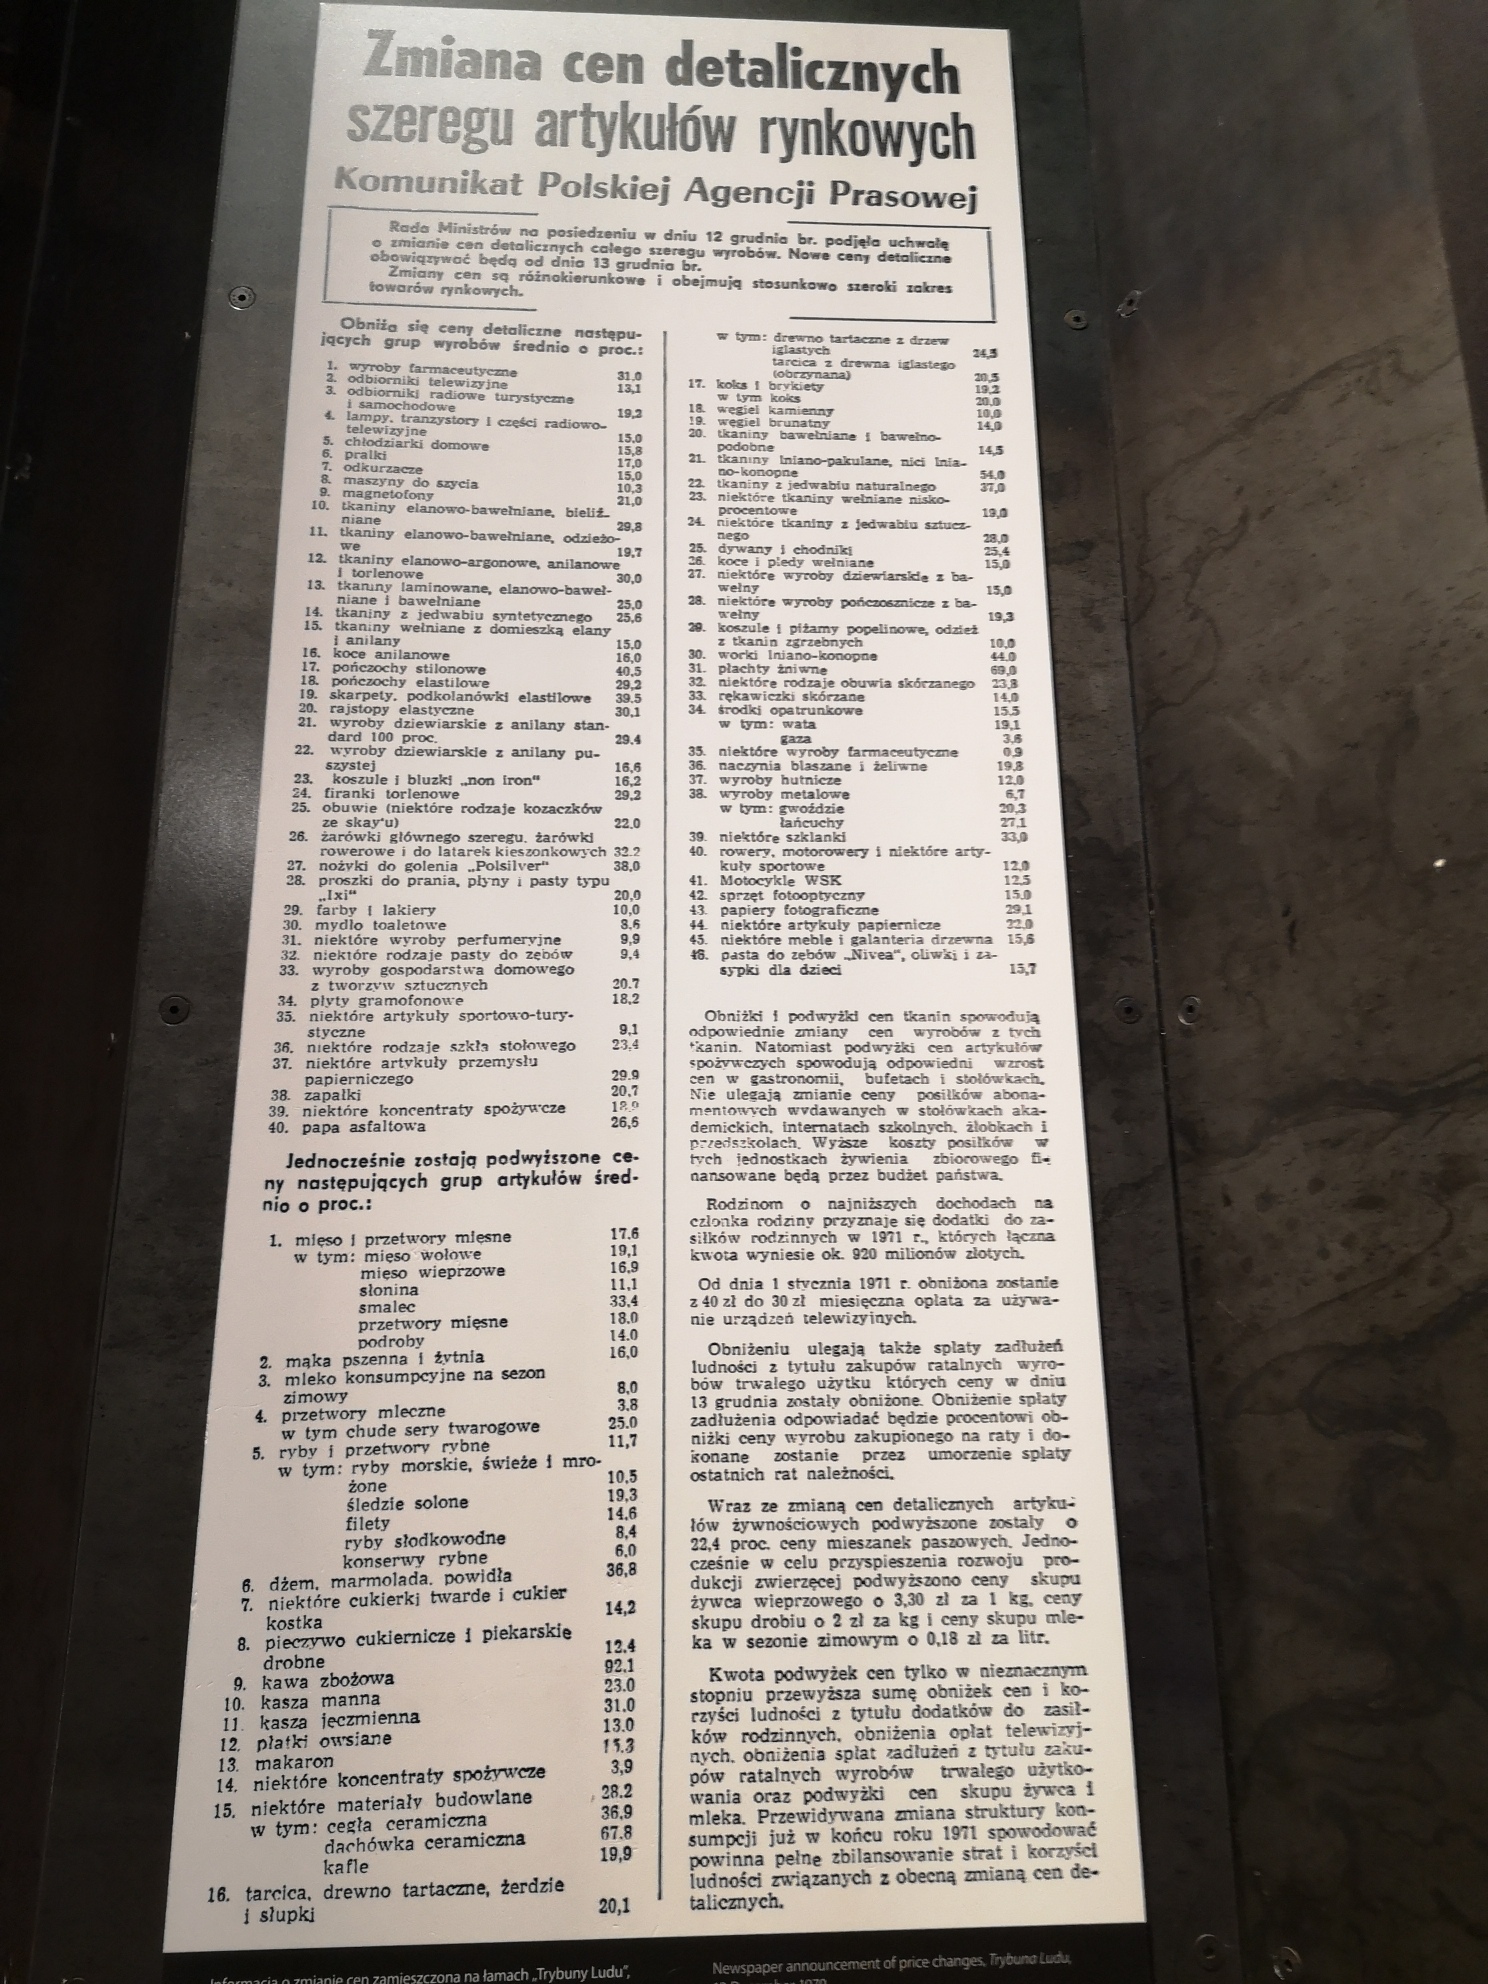 Zmiana cen detalicznych
szeregu artykułów rynkowych
Komunikat Polskiej Agencji Prasowej
Rada Ministrów na posiedzeniu w dniu 12 grudnia br. podjęła uchwałę
o zmianie cen detalicznych całego szeregu wyrobów. Nowe ceny detaliczne
obowiązywać będą od dnia 13 grudnia br.
Zmiany cen są różnokierunkowe i obejmują stosunkowo szeroki zakres
towarów rynkowych.
Obniża się ceny detaliczne następu-
jących grup wyrobów średnio o proc.:
1. wyroby farmaceutyczne 31,0
2. odbiorniki telewizyjne 13,1
3. odbiorniki radiowe turystyczne
i samochodowe 19,2
4. lampy, tranzystory i części radiowo-
telewizyjne 15,0
5. chłodziarki domowe 15,8
6. pralki 17,0
7. odkurzacze 15,0
8. maszyny do szycia 10,3
9. magnetofony 21,0
10. tkaniny elanowo-bawełniane, bieliź-
niane 29,8
11. tkaniny elanowo-bawełniane, odzieżo-
we 19,7
12. tkaniny elanowo-argonowe, anilanowe
i torlenowe 30,0
13. tkaniny laminowane, elanowo-baweł-
niane i bawełniane 25,0
14. tkaniny z jedwabiu syntetycznego 25,6
15. tkaniny wełniane z domieszką elany
i anilany 15,0
16. koce anilanowe 16,0
17. pończochy stilonowe 40,5
18. pończochy elastilowe 29,2
19. skarpety, podkolanówki elastilowe 39,5
20. rajstopy elastyczne 30,1
21. wyroby dziewiarskie z anilany stan-
dard 100 proc. 29,4
22. wyroby dziewiarskie z anilany pu-
szystej 16,6
23. koszule i bluzki „non iron" 16,2
24. firanki torlenowe 29,2
25. obuwie (niektóre rodzaje kozaczków
ze skay'u) 22,0
26. żarówki głównego szeregu, żarówki
rowerowe i do latarek kieszonkowych 32,2
27. nożyki do golenia „Polsilver" 38,0
28. proszki do prania, płyny i pasty typu
„Ixi" 20,0
29. farby i lakiery 10,0
30. mydło toaletowe 8,6
31. niektóre wyroby perfumeryjne 9,9
32. niektóre rodzaje pasty do zębów 9,4
33. wyroby gospodarstwa domowego
z tworzyw sztucznych 20,7
34. płyty gramofonowe 18,2
35. niektóre artykuły sportowo-tury-
styczne 9,1
36. niektóre rodzaje szkła stołowego 23,4
37. niektóre artykuły przemysłu
papierniczego 29,9
38. zapałki 20,7
39. niektóre koncentraty spożywcze
40. papa asfaltowa 26,6
Jednocześnie zostają podwyższone ce-
ny następujących grup artykułów śred-
nio o proc.:
1. mięso i przetwory mięsne 17,6
w tym: mięso wołowe 19,1
mięso wieprzowe 16,9
słonina 11,1
smalec 33,4
przetwory mięsne 18,0
podroby 14,0
2. mąka pszenna i żytnia 16,0
3. mleko konsumpcyjne na sezon
zimowy 8,0
4. przetwory mleczne 3,8
w tym chude sery twarogowe 25,0
5. ryby i przetwory rybne 11,7
w tym: ryby morskie, świeże i mro-
żone 10,5
śledzie solone 19,3
filety 14,6
ryby słodkowodne 8,4
konserwy rybne 6,0
6. dżem, marmolada, powidła 36,8
7. niektóre cukierki twarde i cukier
kostka 14,2
8. pieczywo cukiernicze i piekarskie
drobne 12,4
9. kawa zbożowa 92,1
10. kasza manna 23,0
11. kasza jęczmienna 31,0
12. płatki owsiane 13,0
13. makaron 15,3
14. niektóre koncentraty spożywcze 3,9
15. niektóre materiały budowlane 28,2
w tym: cegła ceramiczna 36,9
dachówka ceramiczna 67,8
kafle 19,9
16. tarcica, drewno tartaczne, żerdzie
i słupki 20,1
w tym: drewno tartaczne z drzew
iglastych 24,5
tarcica z drewna iglastego
(obrzynana) 20,5
17. koks i brykiety 19,2
w tym koks 20,0
18. węgiel kamienny 10,0
19. węgiel brunatny 14,0
20. tkaniny bawełniane i bawełno-
podobne 14,5
21. tkaniny lniano-pakulane, nici lnia-
no-konopne 54,0
22. tkaniny z jedwabiu naturalnego 37,0
23. niektóre tkaniny wełniane nisko-
procentowe 19,0
24. niektóre tkaniny z jedwabiu sztucz-
nego 28,0
25. dywany i chodniki 25,4
26. koce i pledy wełniane 15,0
27. niektóre wyroby dziewiarskie z ba-
wełny 15,0
28. niektóre wyroby pończosznicze z ba-
wełny 19,3
29. koszule i piżamy popelinowe, odzież
z tkanin zgrzebnych 10,0
30. worki lniano-konopne 44,0
31. płachty żniwne 69,0
32. niektóre rodzaje obuwia skórzanego 23,8
33. rękawiczki skórzane 14,0
34. środki opatrunkowe 15,5
w tym: wata 19,1
gaza 3,6
35. niektóre wyroby farmaceutyczne 0,9
36. naczynia blaszane i żeliwne 19,8
37. wyroby hutnicze 12,0
38. wyroby metalowe 6,7
w tym: gwoździe 20,3
łańcuchy 27,1
39. niektóre szklanki 33,0
40. rowery, motorowery i niektóre arty-
kuły sportowe 12,0
41. Motocykle WSK 12,5
42. sprzęt fotooptyczny 15,0
43. papiery fotograficzne 29,1
44. niektóre artykuły papiernicze 22,0
45. niektóre meble i galanteria drzewna 15,6
46. pasta do zębów „Nivea", oliwki i za-
sypki dla dzieci 15,7
Obniżki i podwyżki cen tkanin spowodują
odpowiednie zmiany cen wyrobów z tych
tkanin. Natomiast podwyżki cen artykułów
spożywczych spowodują odpowiedni wzrost
cen w gastronomii, bufetach i stołówkach.
Nie ulegają zmianie ceny posiłków abona-
mentowych wydawanych w stołówkach aka-
demickich, internatach szkolnych, żłobkach i
przedszkolach. Wyższe koszty posiłków w
tych jednostkach żywienia zbiorowego fi-
nansowane będą przez budżet państwa.
Rodzinom o najniższych dochodach na
członka rodziny przyznaje się dodatki do za-
siłków rodzinnych w 1971 r., których łączna
kwota wyniesie ok. 920 milionów złotych.
Od dnia 1 stycznia 1971 r. obniżona zostanie
z 40 zł do 30 zł miesięczna opłata za używa-
nie urządzeń telewizyjnych.
Obniżeniu ulegają także spłaty zadłużeń
ludności z tytułu zakupów ratalnych wyro-
bów trwałego użytku których ceny w dniu
13 grudnia zostały obniżone. Obniżenie spłaty
zadłużenia odpowiadać będzie procentowi ob-
niżki ceny wyrobu zakupionego na raty i do-
konane zostanie przez umorzenie spłaty
ostatnich rat należności.
Wraz ze zmianą cen detalicznych artyku-
łów żywnościowych podwyższone zostały o
22,4 proc. ceny mieszanek paszowych. Jedno-
cześnie w celu przyspieszenia rozwoju pro-
dukcji zwierzęcej podwyższono ceny skupu
żywca wieprzowego o 3,30 zł za 1 kg, ceny
skupu drobiu o 2 zł za kg i ceny skupu mle-
ka w sezonie zimowym o 0,18 zł za litr.
Kwota podwyżek cen tylko w nieznacznym
stopniu przewyższa sumę obniżek cen i ko-
rzyści ludności z tytułu dodatków do zasił-
ków rodzinnych, obniżenia opłat telewizyj-
nych, obniżenia spłat zadłużeń z tytułu zaku-
pów ratalnych wyrobów trwałego użytko-
wania oraz podwyżki cen skupu żywca i
mleka. Przewidywana zmiana struktury kon-
sumpcji już w końcu roku 1971 spowodować
powinna pełne zbilansowanie strat i korzyści
ludności związanych z obecną zmianą cen de-
talicznych.
Informacja o zmianie cen zamieszczona na łamach „Trybuny Ludu",
Newspaper announcement of price changes, Trybuna Ludu,